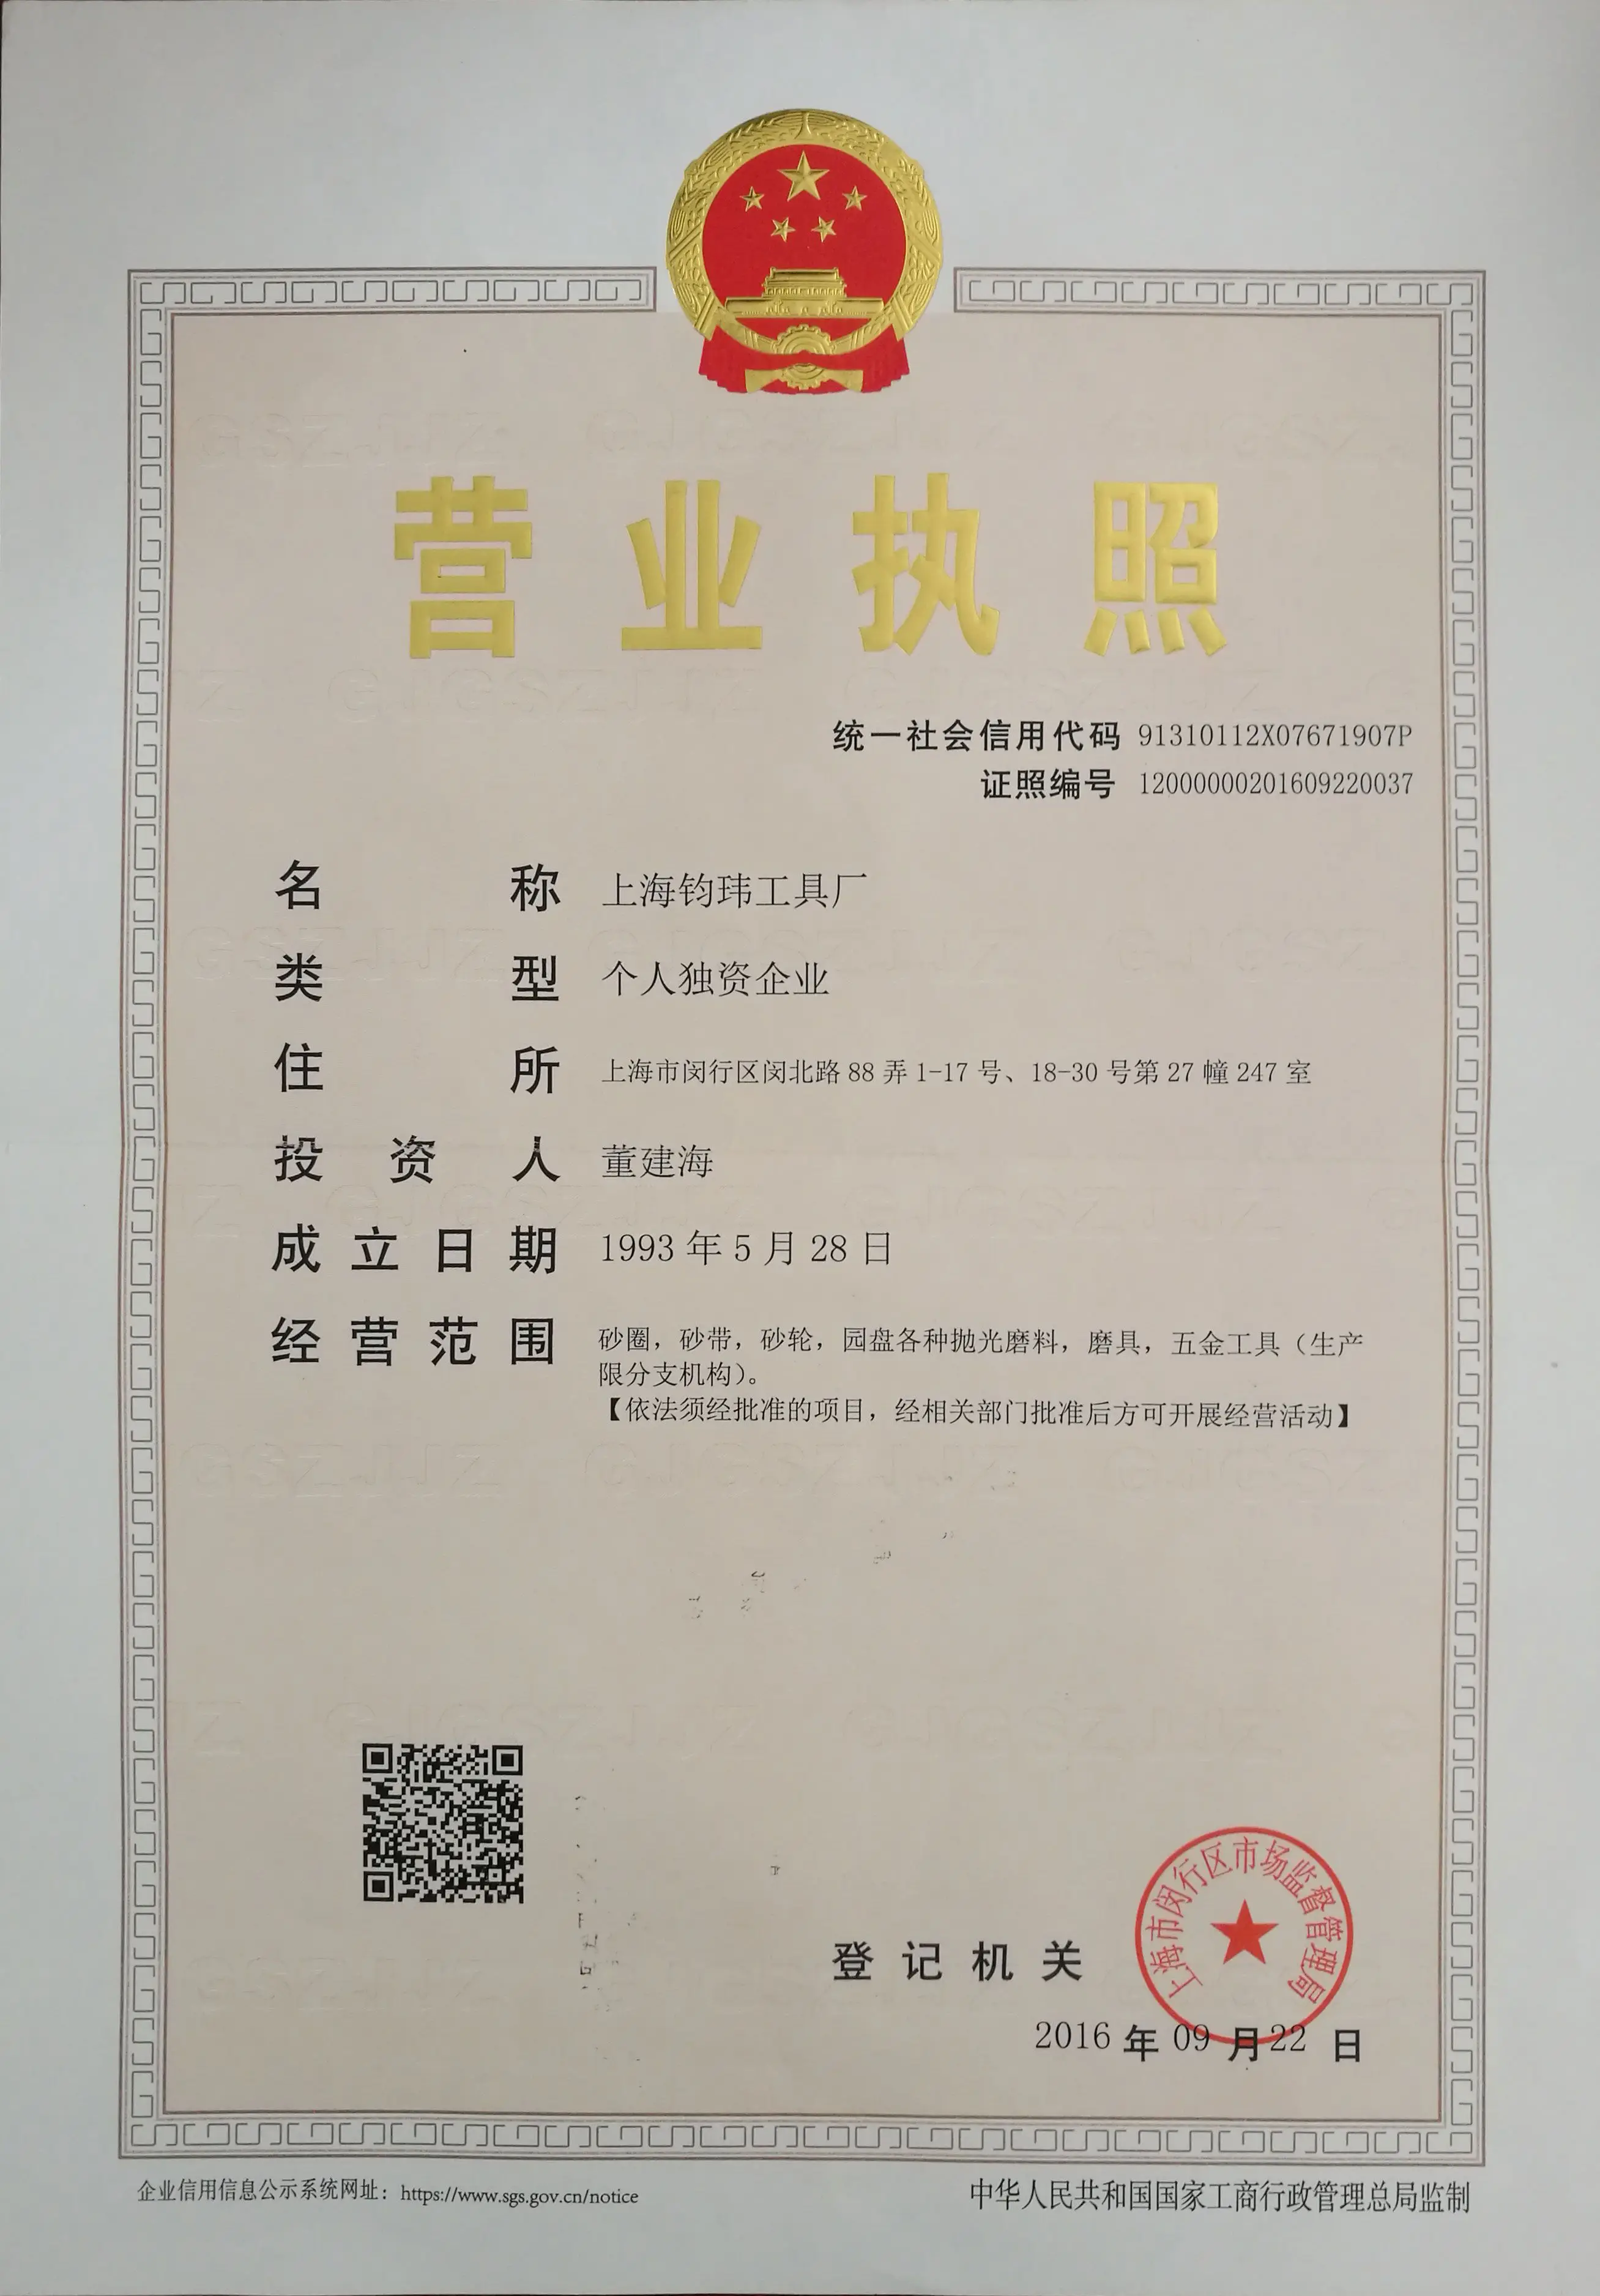 营业执照
统一社会信用代码 91310112X07671907P
证照编号 12000000201609220037
名称 上海钧玮工具厂
类型 个人独资企业
住所 上海市闵行区闵北路88弄1-17号、18-30号第27幢247室
投资人 董建海
成立日期 1993年5月28日
经营范围 砂圈，砂带，砂轮，园盘各种抛光磨料，磨具，五金工具（生产
限分支机构）。
【依法须经批准的项目，经相关部门批准后方可开展经营活动】
上海市闵行区市场监督管理局
登记机关
2016年09月22日
企业信用信息公示系统网址：https://www.sgs.gov.cn/notice
中华人民共和国国家工商行政管理总局监制